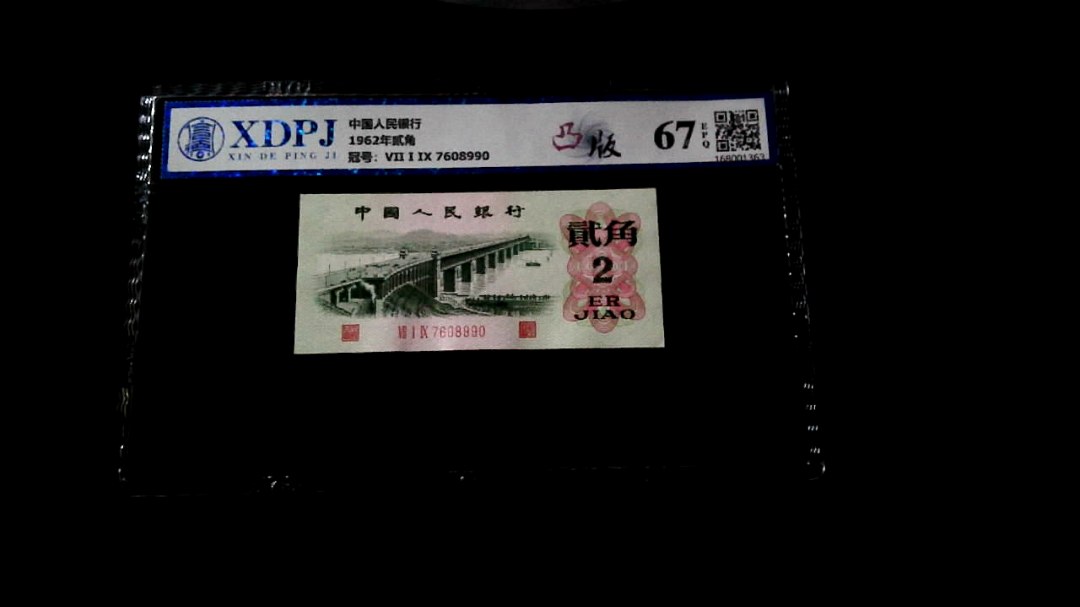 XDPJ
XIN DE PING JI
中国人民银行
1962年贰角
冠号：VII I IX 7608990
凸版
67
EPQ
168001363
中國人民銀行
貳角
2
ER
JIAO
VII I IX 7608990